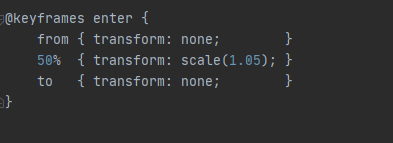 @keyframes enter {
    from { transform: none;        }
    50%  { transform: scale(1.05); }
    to   { transform: none;        }
}